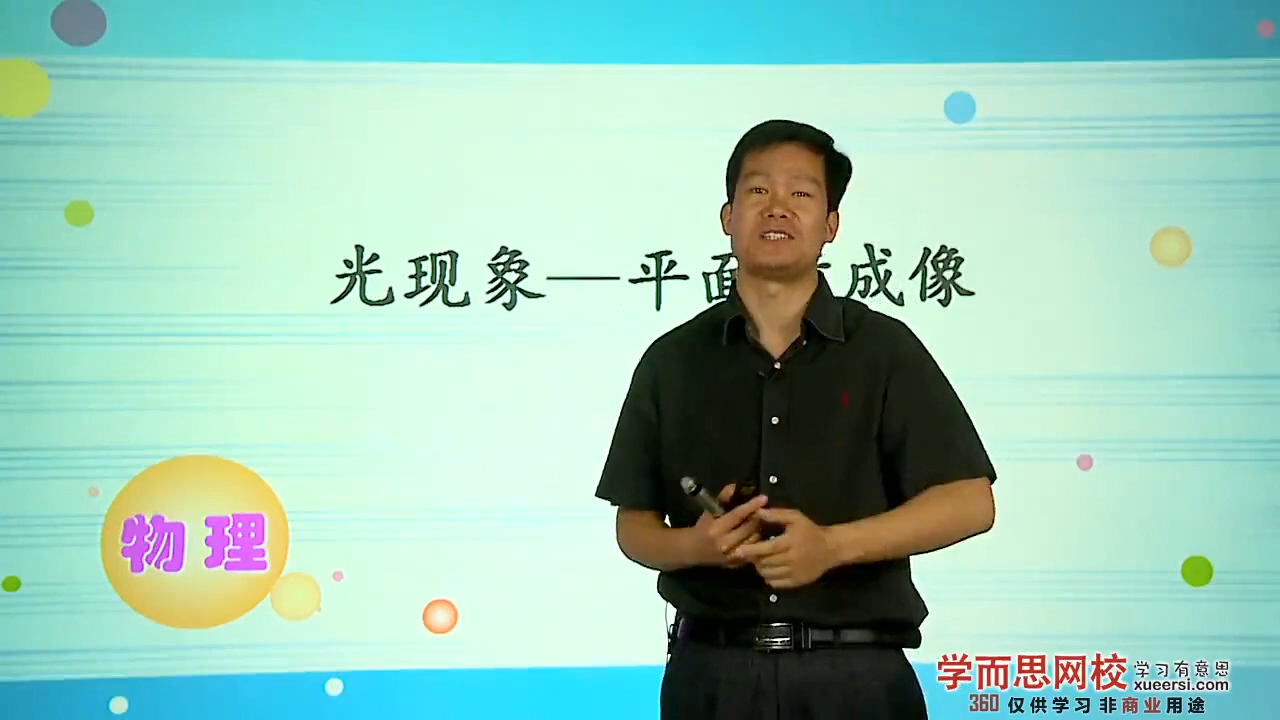 光现象—平面 成像
物理
学而思网校 学习有意思
xueersi.com
360 仅供学习 非商业用途